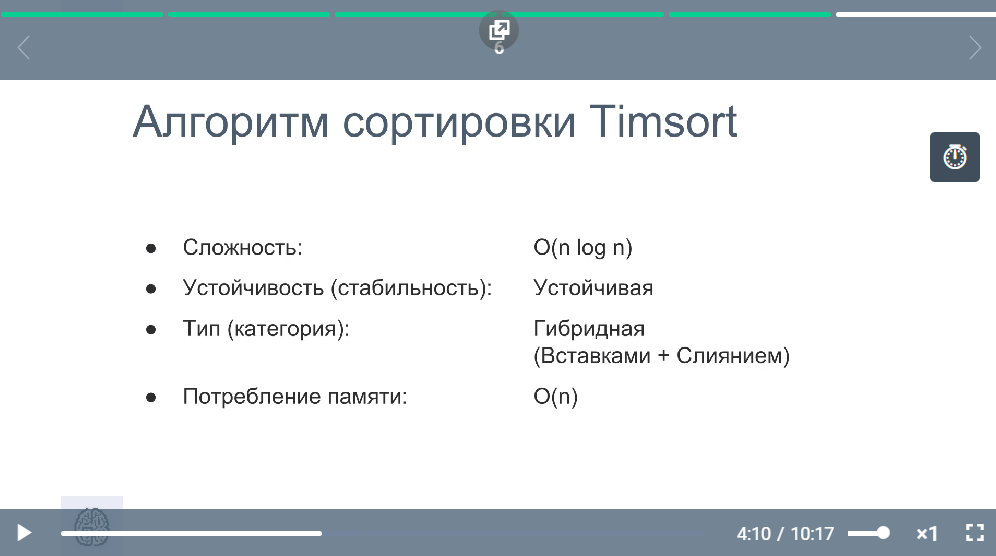 6
Алгоритм сортировки Timsort
● Сложность: O(n log n)
● Устойчивость (стабильность): Устойчивая
● Тип (категория): Гибридная
(Вставками + Слиянием)
● Потребление памяти: O(n)
4:10 / 10:17 ×1